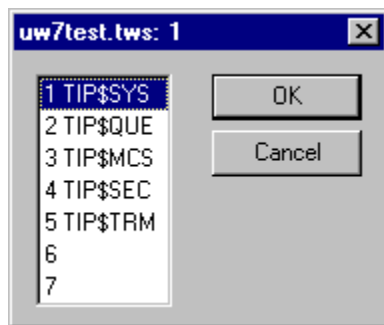 uw7test.tws: 1
1 TIP$SYS
2 TIP$QUE
3 TIP$MCS
4 TIP$SEC
5 TIP$TRM
6
7
OK
Cancel